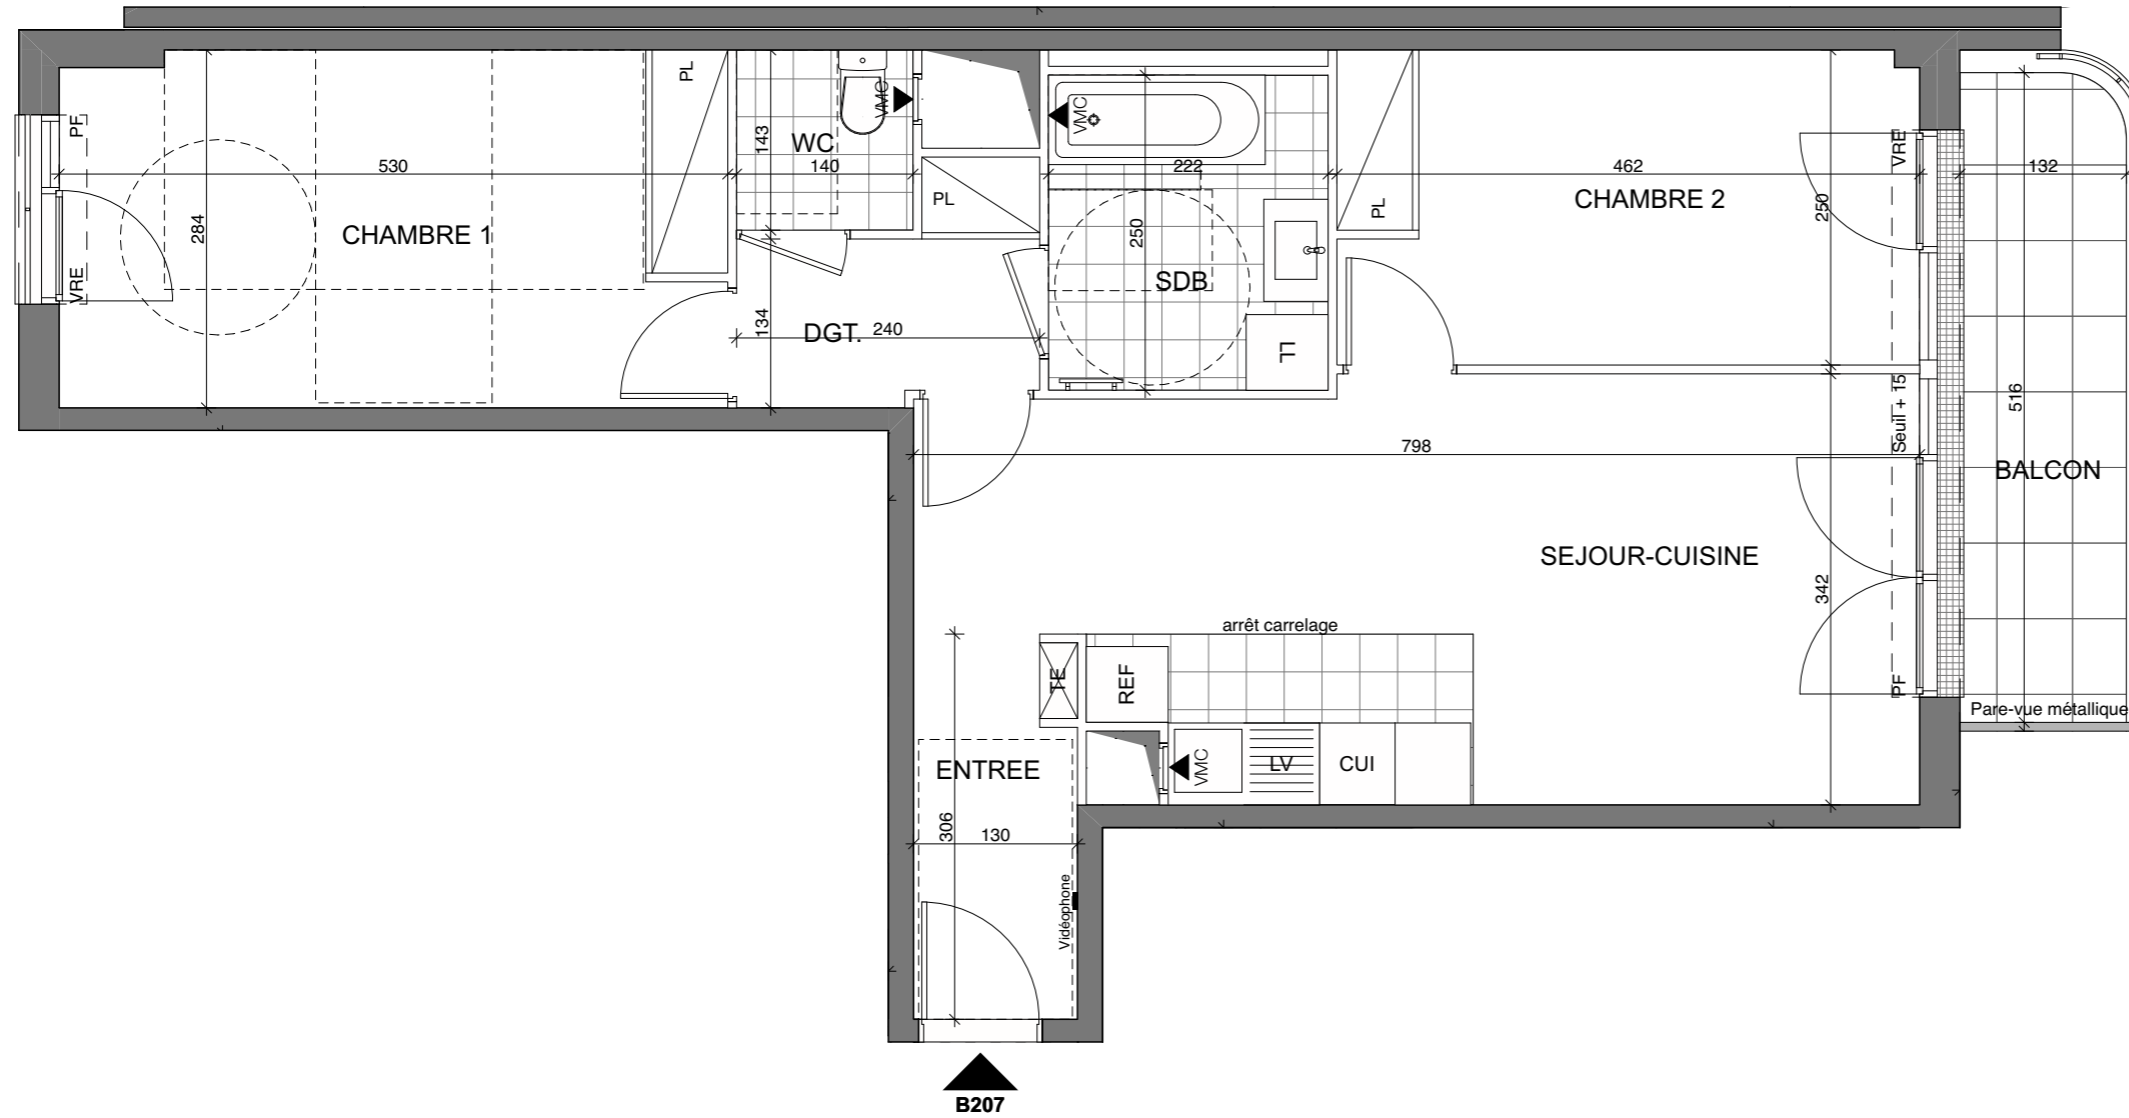 PL
VMC
VMC
PF
143
WC
VRE
530
140
222
462
132
PL
PL
CHAMBRE 2
250
284
CHAMBRE 1
250
SDB
VRE
134
DGT.
240
LL
Seuil + 15
516
798
BALCON
SEJOUR-CUISINE
342
arrêt carrelage
TE
REF
PF
Pare-vue métallique
ENTREE
VMC
LV
CUI
306
130
Vidéophone
B207